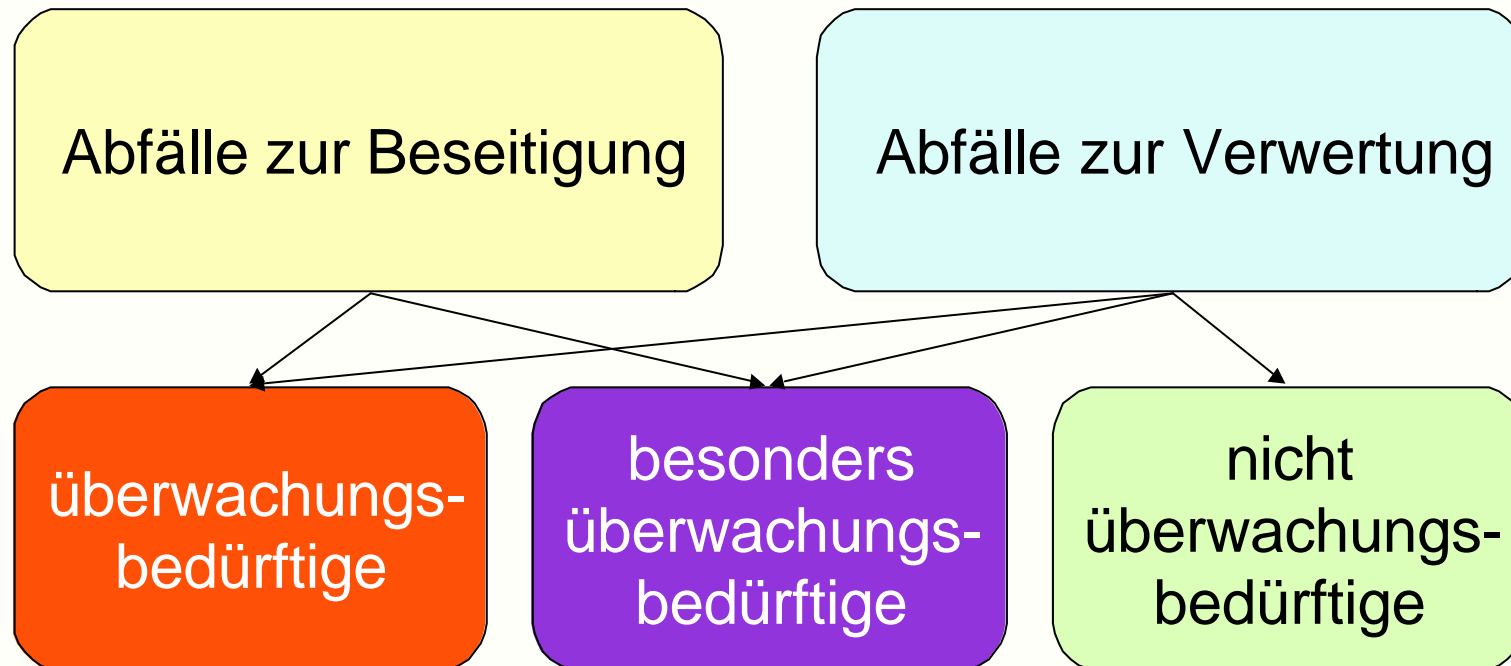 Abfälle zur Beseitigung
Abfälle zur Verwertung
überwachungs-
bedürftige
besonders
überwachungs-
bedürftige
nicht
überwachungs-
bedürftige